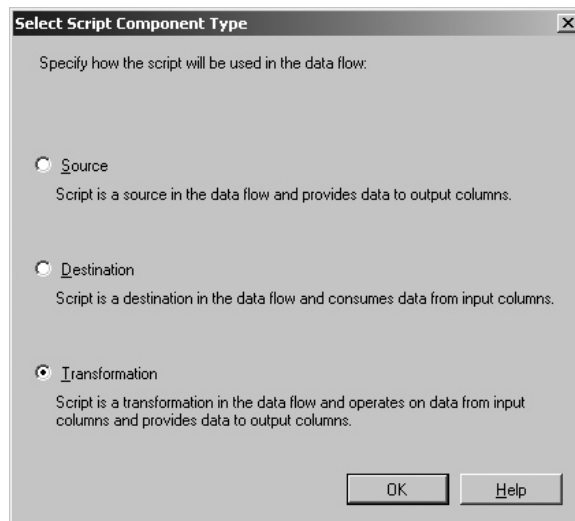 Select Script Component Type
Specify how the script will be used in the data flow:
Source
Script is a source in the data flow and provides data to output columns.
Destination
Script is a destination in the data flow and consumes data from input columns.
Transformation
Script is a transformation in the data flow and operates on data from input
columns and provides data to output columns.
OK Help